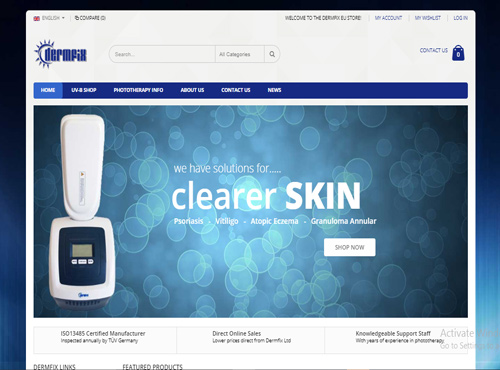 ENGLISH COMPARE (0) WELCOME TO THE DERMFIX EU STORE! MY ACCOUNT MY WISHLIST LOG IN
dermfix
Search... All Categories
CONTACT US 0
HOME UV-B SHOP PHOTOTHERAPY INFO ABOUT US CONTACT US NEWS
we have solutions for.....
clearer SKIN
Psoriasis - Vitiligo - Atopic Eczema - Granuloma Annular
SHOP NOW
ISO13485 Certified Manufacturer
Inspected annually by TÜV Germany
Direct Online Sales
Lower prices direct from Dermfix Ltd
Knowledgeable Support Staff
With years of experience in phototherapy
Activate
Go to Settings
DERMFIX LINKS FEATURED PRODUCTS